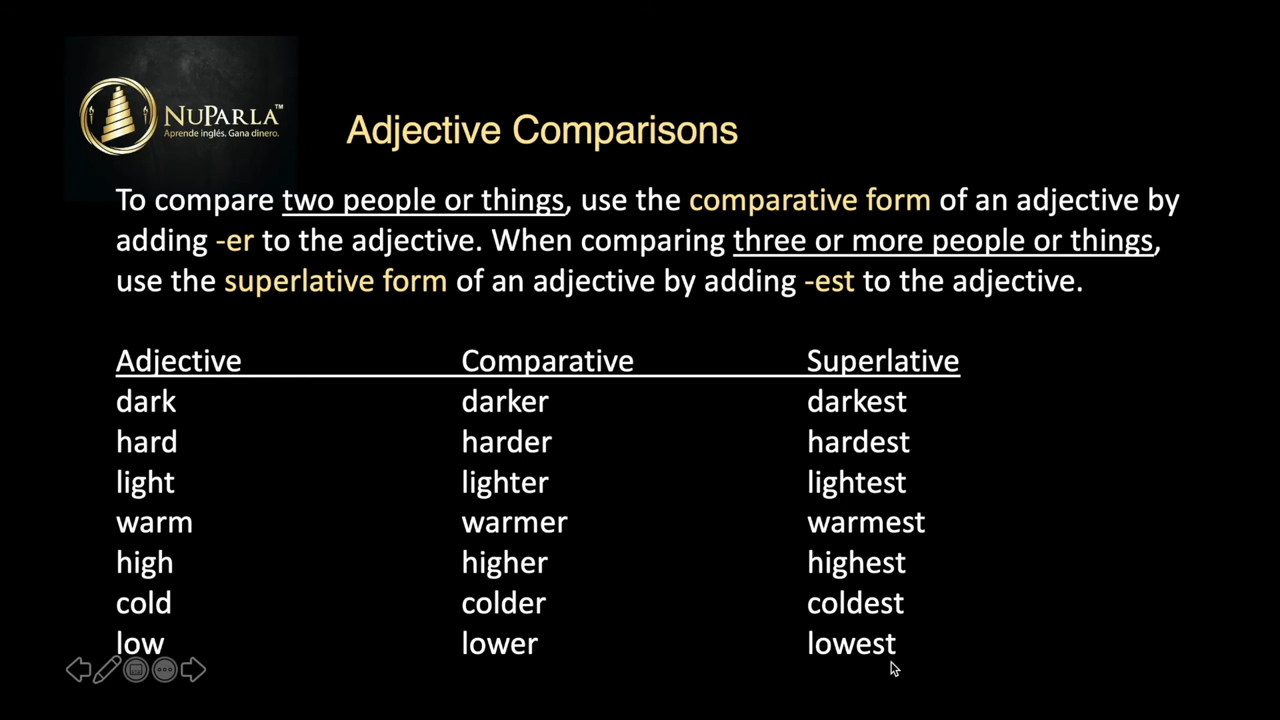 NUPARLA™
Aprende inglés. Gana dinero.
Adjective Comparisons
To compare two people or things, use the comparative form of an adjective by
adding -er to the adjective. When comparing three or more people or things,
use the superlative form of an adjective by adding -est to the adjective.
Adjective Comparative Superlative
dark darker darkest
hard harder hardest
light lighter lightest
warm warmer warmest
high higher highest
cold colder coldest
low lower lowest